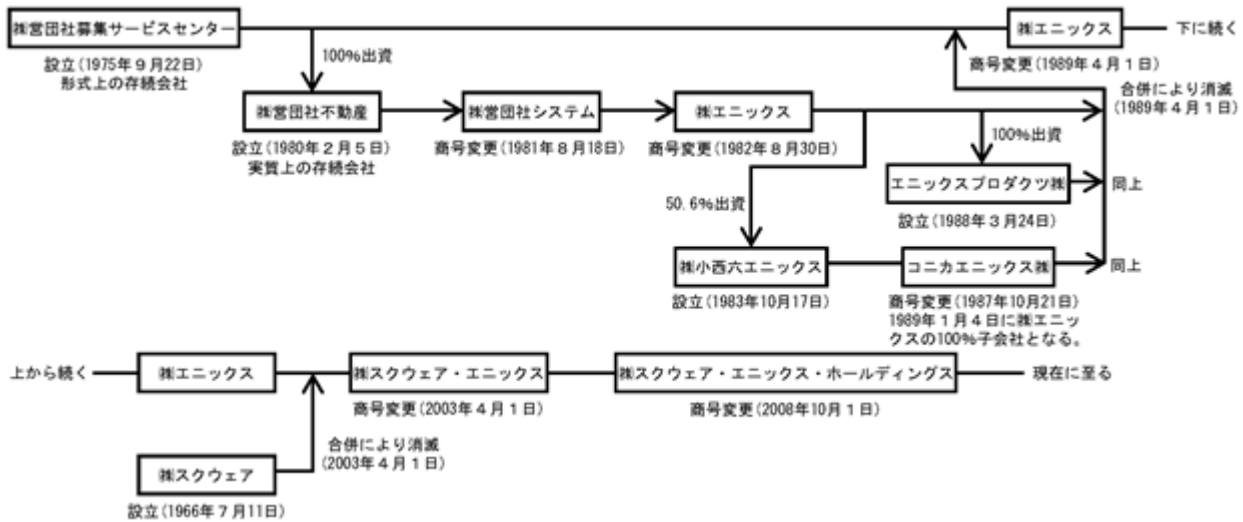 ㈱営団社募集サービスセンター
㈱エニックス
下に続く
設立(1975年9月22日)
形式上の存続会社
100%出資
商号変更(1989年4月1日)
合併により消滅
(1989年4月1日)
㈱営団社不動産
㈱営団社システム
㈱エニックス
設立(1980年2月5日)
実質上の存続会社
商号変更(1981年8月18日)
商号変更(1982年8月30日)
100%出資
エニックスプロダクツ㈱
同上
50.6%出資
設立(1988年3月24日)
㈱小西六エニックス
コニカエニックス㈱
同上
設立(1983年10月17日)
商号変更(1987年10月21日)
1989年1月4日に㈱エニッ
クスの100%子会社となる。
上から続く
㈱エニックス
㈱スクウェア・エニックス
㈱スクウェア・エニックス・ホールディングス
現在に至る
商号変更(2003年4月1日)
商号変更(2008年10月1日)
合併により消滅
(2003年4月1日)
㈱スクウェア
設立(1966年7月11日)